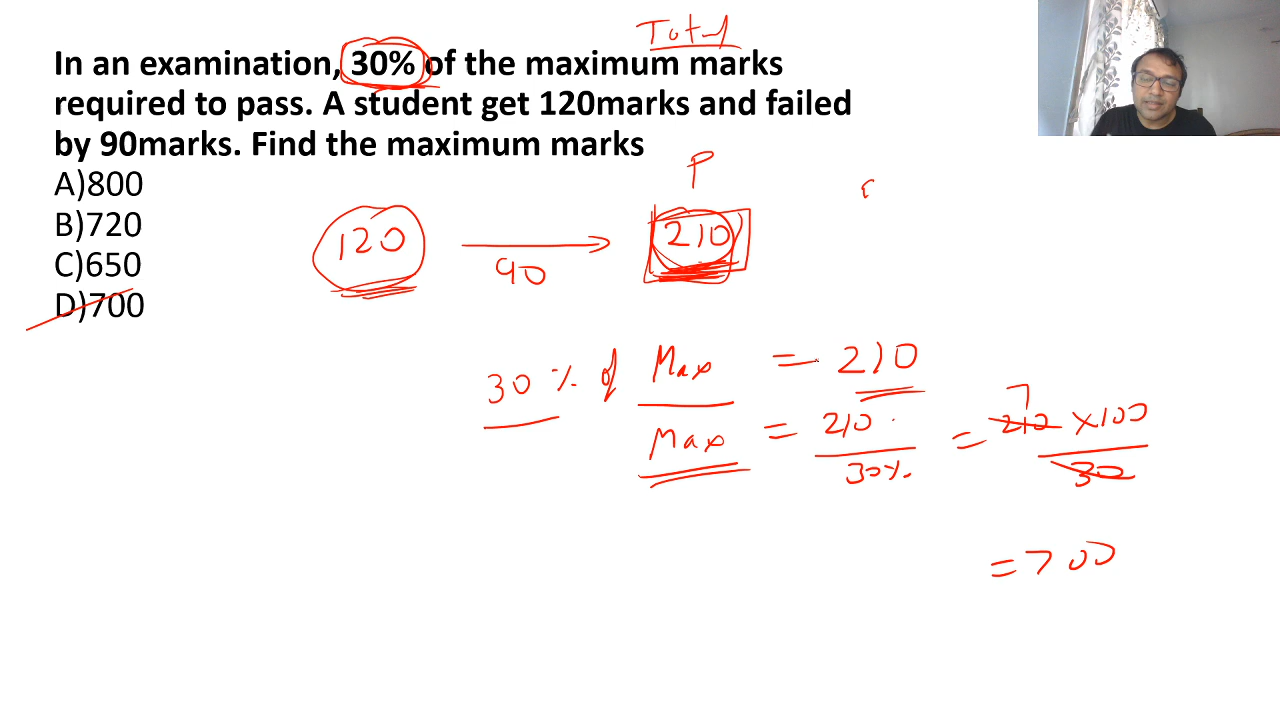 Total
In an examination, 30% of the maximum marks
required to pass. A student get 120marks and failed
by 90marks. Find the maximum marks
P
A)800
B)720
120 210
90
C)650
D)700
30% of Max = 210
Max = 210 = 210 x100
7
30% 30
=700